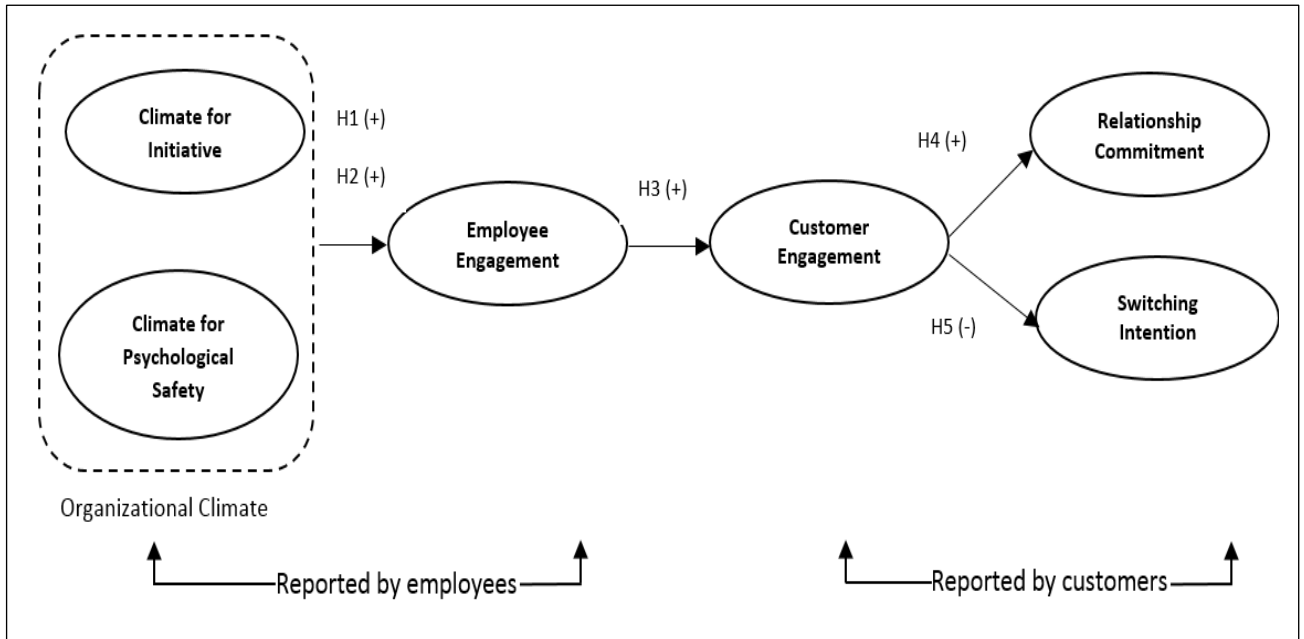 Climate for
Initiative
H1 (+)
H2 (+)
Climate for
Psychological
Safety
Organizational Climate
Employee
Engagement
H3 (+)
Customer
Engagement
H4 (+)
Relationship
Commitment
H5 (-)
Switching
Intention
Reported by employees
Reported by customers